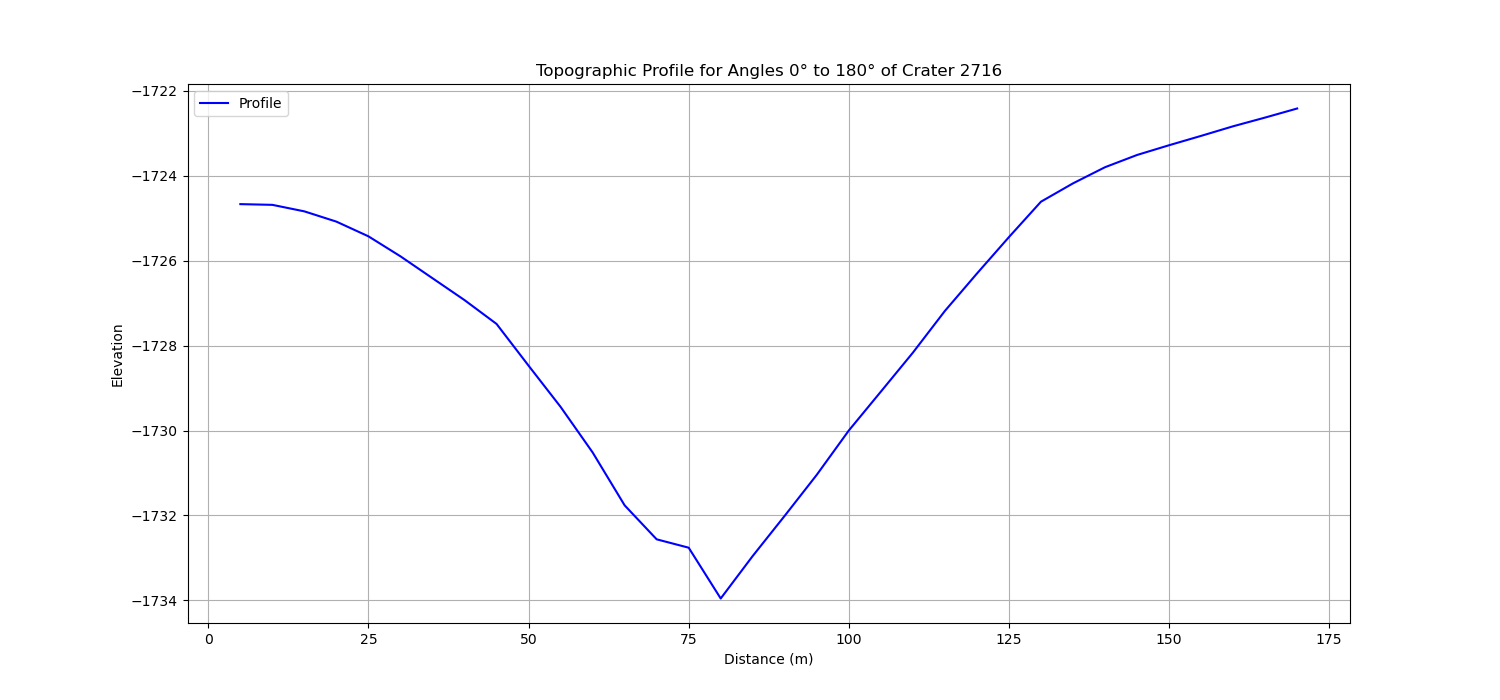 Topographic Profile for Angles 0° to 180° of Crater 2716
Profile
Elevation
−1722
−1724
−1726
−1728
−1730
−1732
−1734
0 25 50 75 100 125 150 175
Distance (m)